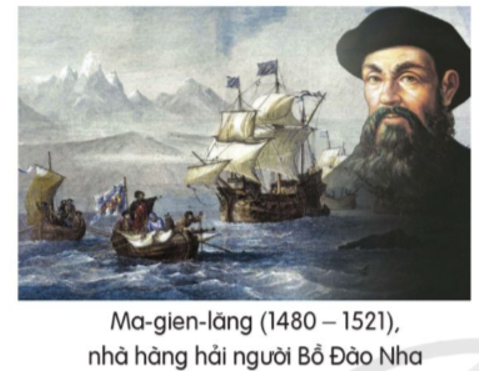 Ma-gien-lăng (1480 – 1521),
nhà hàng hải người Bồ Đào Nha